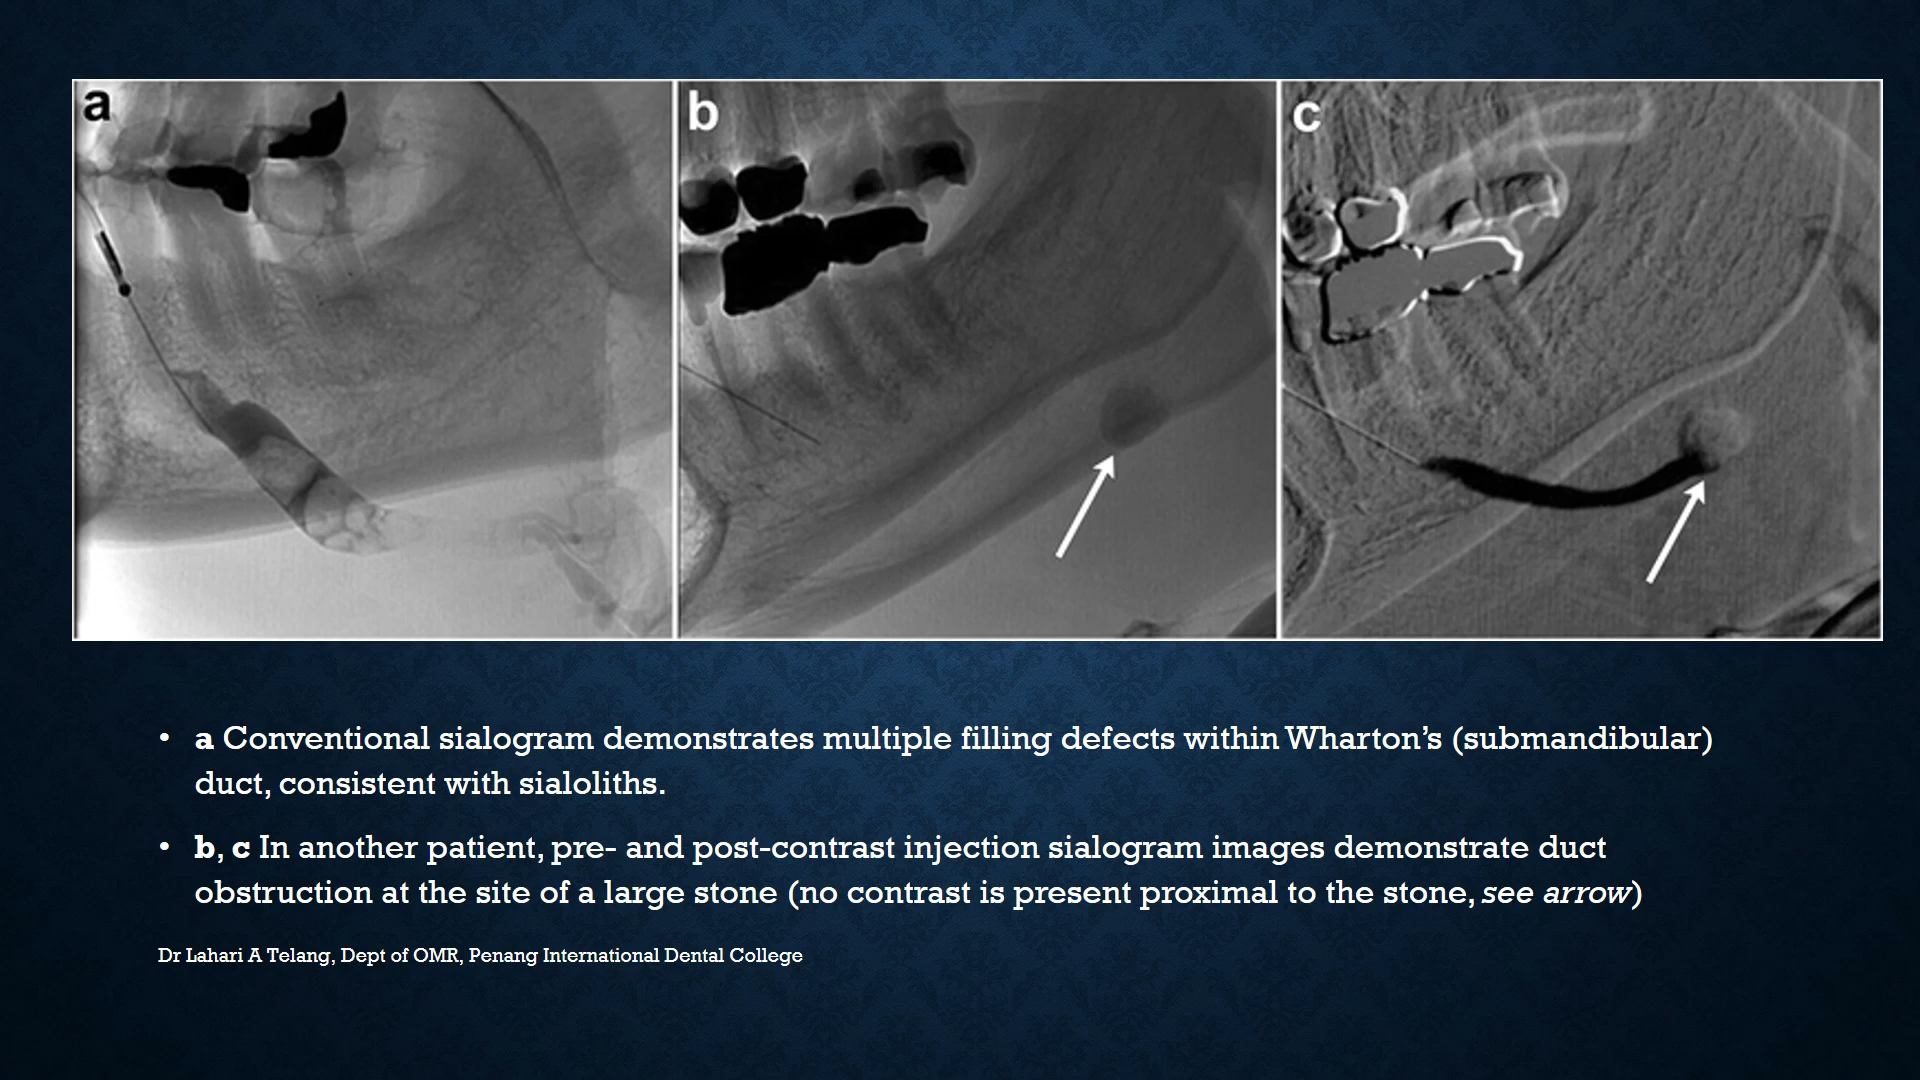 a
b
c
• a Conventional sialogram demonstrates multiple filling defects within Wharton’s (submandibular)
duct, consistent with sialoliths.
• b, c In another patient, pre- and post-contrast injection sialogram images demonstrate duct
obstruction at the site of a large stone (no contrast is present proximal to the stone, see arrow)
Dr Lahari A Telang, Dept of OMR, Penang International Dental College